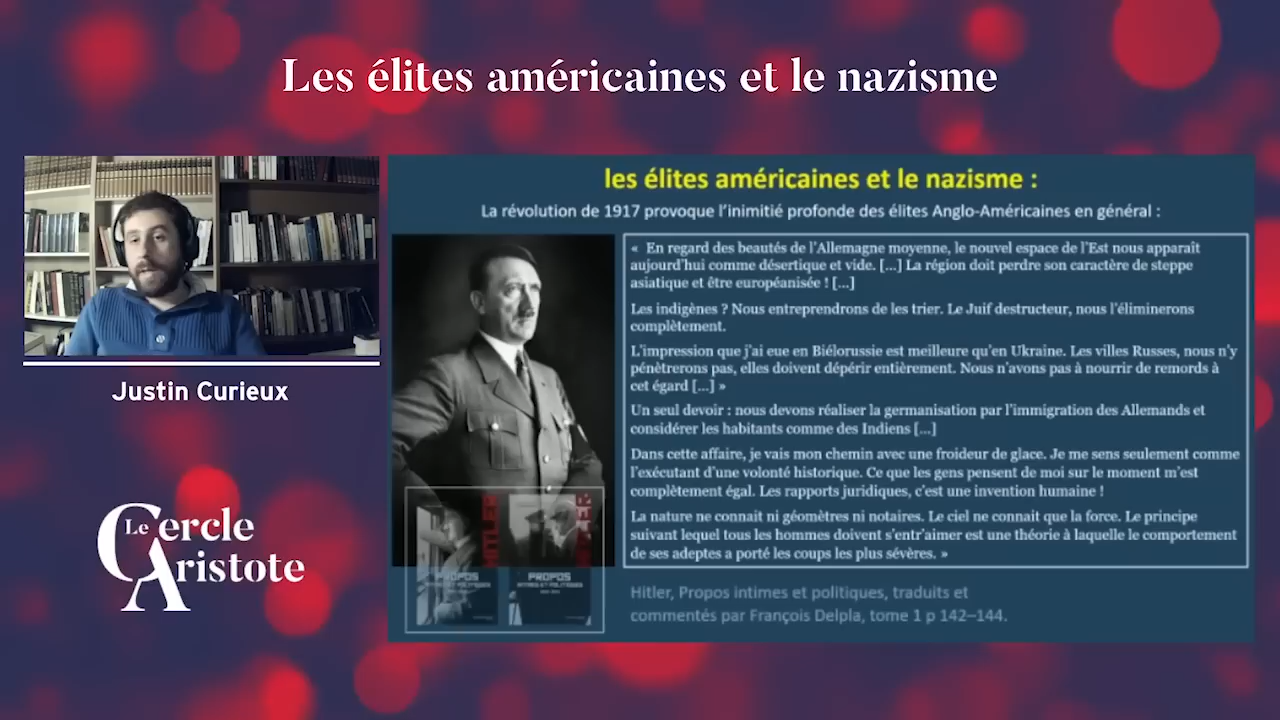 Les élites américaines et le nazisme
les élites américaines et le nazisme :
La révolution de 1917 provoque l'inimitié profonde des élites Anglo-Américaines en général :
« En regard des beautés de l'Allemagne moyenne, le nouvel espace de l'Est nous apparaît
aujourd'hui comme désertique et vide. [...] La région doit perdre son caractère de steppe
asiatique et être européanisée ! [...]
Les indigènes ? Nous entreprendrons de les trier. Le Juif destructeur, nous l'éliminerons
complètement.
L'impression que j'ai eue en Biélorussie est meilleure qu'en Ukraine. Les villes Russes, nous n'y
pénètrerons pas, elles doivent dépérir entièrement. Nous n'avons pas à nourrir de remords à
cet égard [...] »
Un seul devoir : nous devons réaliser la germanisation par l'immigration des Allemands et
considérer les habitants comme des Indiens [...]
Dans cette affaire, je vais mon chemin avec une froideur de glace. Je me sens seulement comme
l'exécutant d'une volonté historique. Ce que les gens pensent de moi sur le moment m'est
complètement égal. Les rapports juridiques, c'est une invention humaine !
La nature ne connait ni géomètres ni notaires. Le ciel ne connait que la force. Le principe
suivant lequel tous les hommes doivent s'entr'aimer est une théorie à laquelle le comportement
de ses adeptes a porté les coups les plus sévères. »
Hitler, Propos intimes et politiques, traduits et
commentés par François Delpla, tome 1 p 142–144.
HITLER
PROPOS
INTIMES ET POLITIQUES
HITLER
PROPOS
INTIMES ET POLITIQUES
Justin Curieux
Le Cercle
Aristote